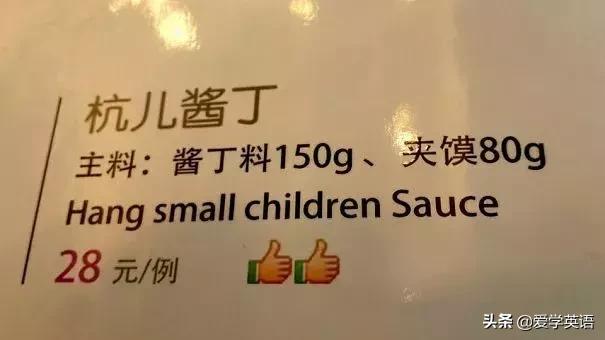 杭儿酱丁
主料：酱丁料150g、夹馍80g
Hang small children Sauce
28 元/例
头条 @爱学英语